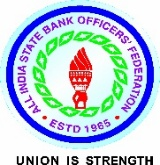 ALL INDIA STATE BANK OFFICERS' FEDERATION
• ESTD 1965 •
UNION IS STRENGTH